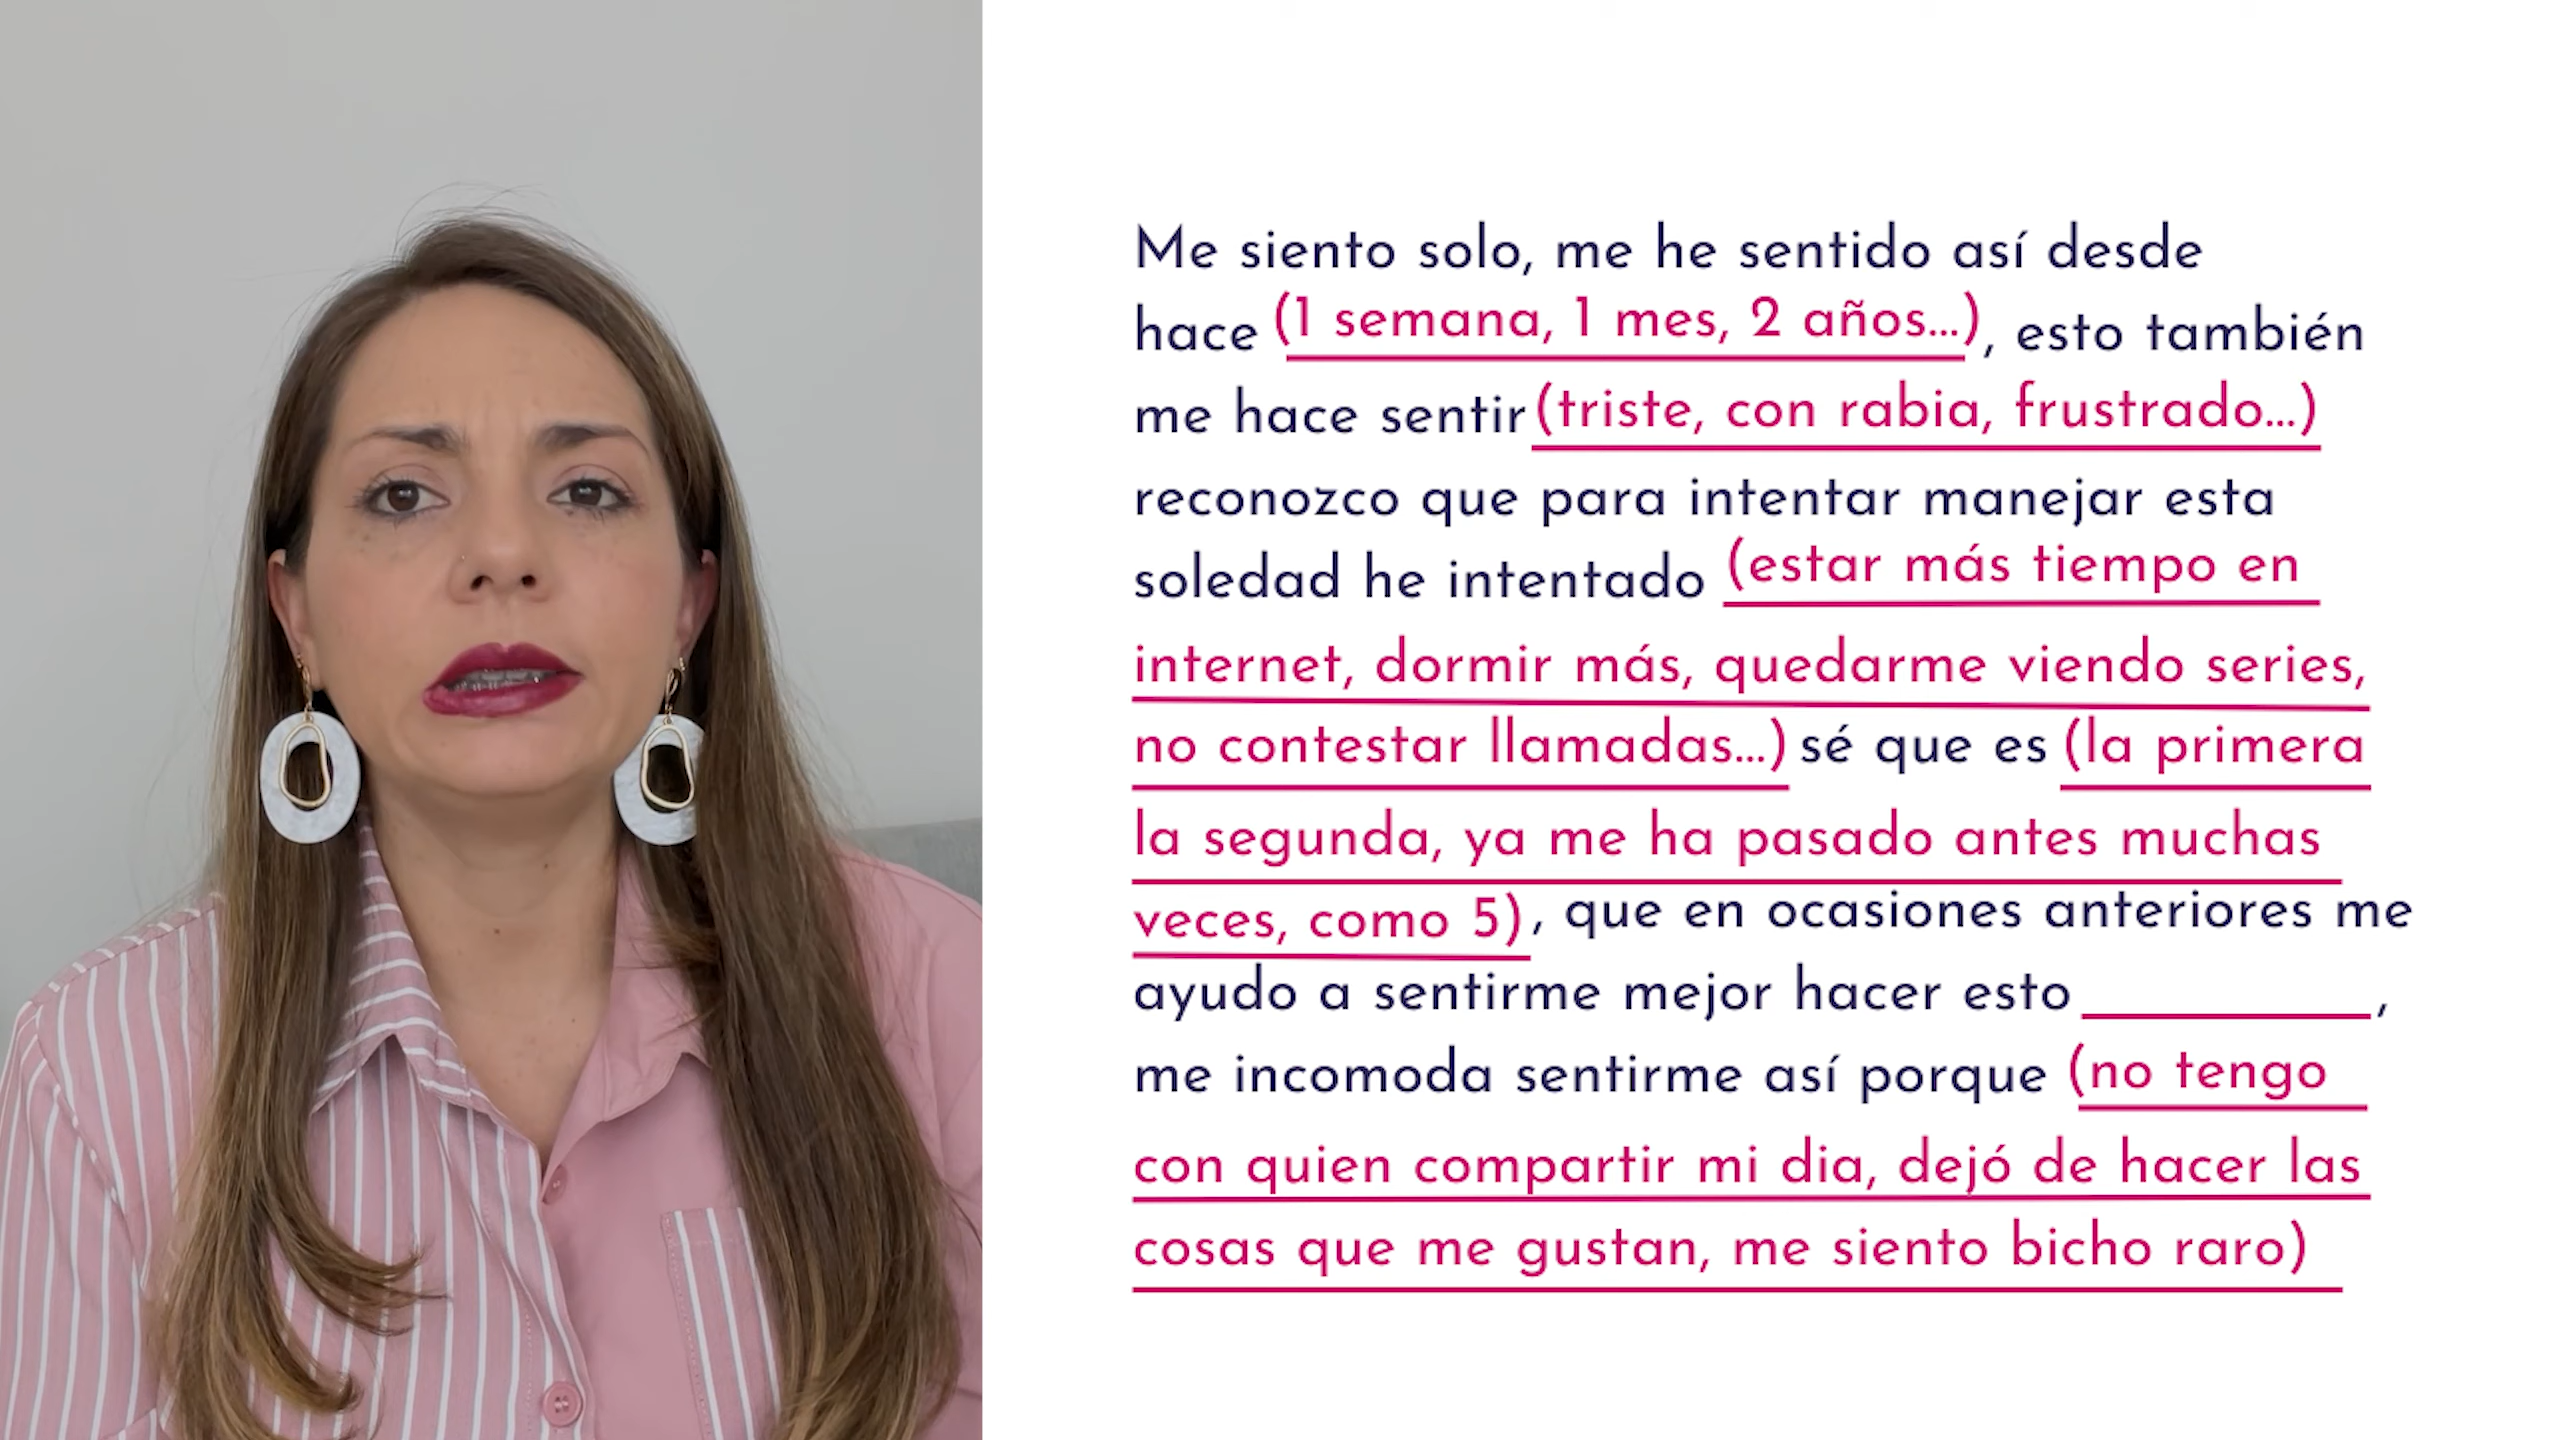 Me siento solo, me he sentido así desde
hace (1 semana, 1 mes, 2 años...), esto también
me hace sentir (triste, con rabia, frustrado...)
reconozco que para intentar manejar esta
soledad he intentado (estar más tiempo en
internet, dormir más, quedarme viendo series,
no contestar llamadas...) sé que es (la primera
la segunda, ya me ha pasado antes muchas
veces, como 5), que en ocasiones anteriores me
ayudo a sentirme mejor hacer esto ________,
me incomoda sentirme así porque (no tengo
con quien compartir mi dia, dejó de hacer las
cosas que me gustan, me siento bicho raro)